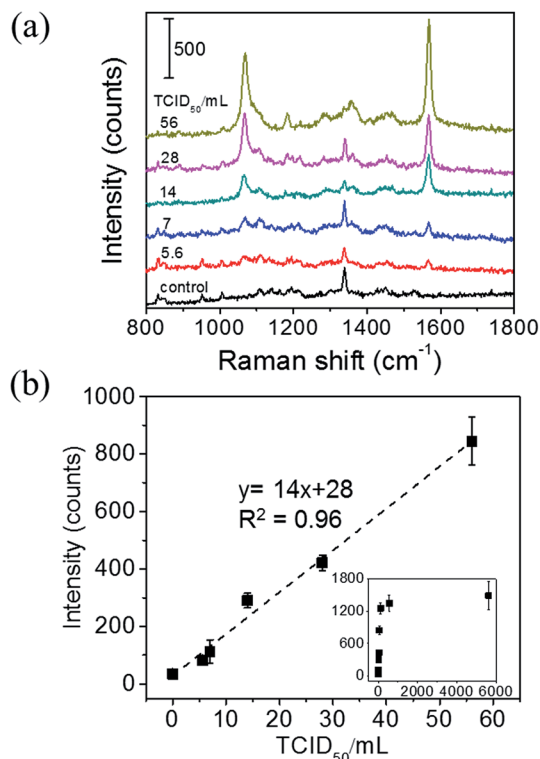 (a)
500
TCID50/mL
56
28
14
7
5.6
control
Intensity (counts)
800 1000 1200 1400 1600 1800
Raman shift (cm-1)
(b)
1000
800
600
400
200
0
Intensity (counts)
y= 14x+28
R2 = 0.96
1800
1200
600
0
0 2000 4000 6000
0 10 20 30 40 50 60
TCID50/mL